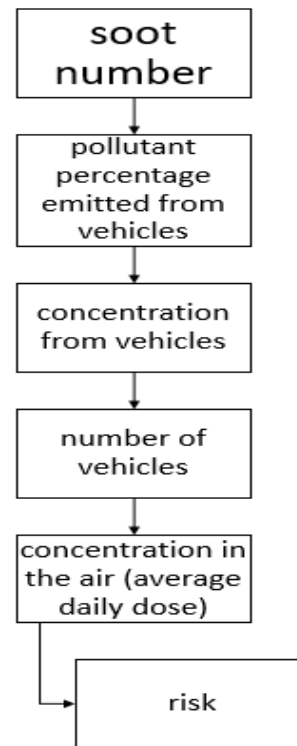 soot
number
pollutant
percentage
emitted from
vehicles
concentration
from vehicles
number of
vehicles
concentration in
the air (average
daily dose)
risk